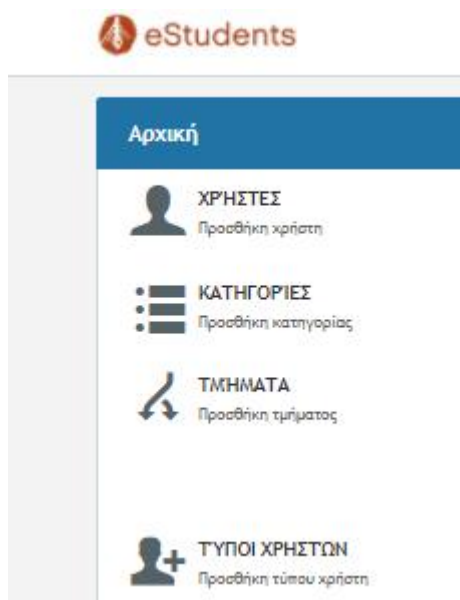 eStudents
Αρχική
ΧΡΉΣΤΕΣ
Προσθήκη χρήστη
ΚΑΤΗΓΟΡΊΕΣ
Προσθήκη κατηγορίας
ΤΜΉΜΑΤΑ
Προσθήκη τμήματος
ΤΎΠΟΙ ΧΡΗΣΤΏΝ
Προσθήκη τύπου χρήστη